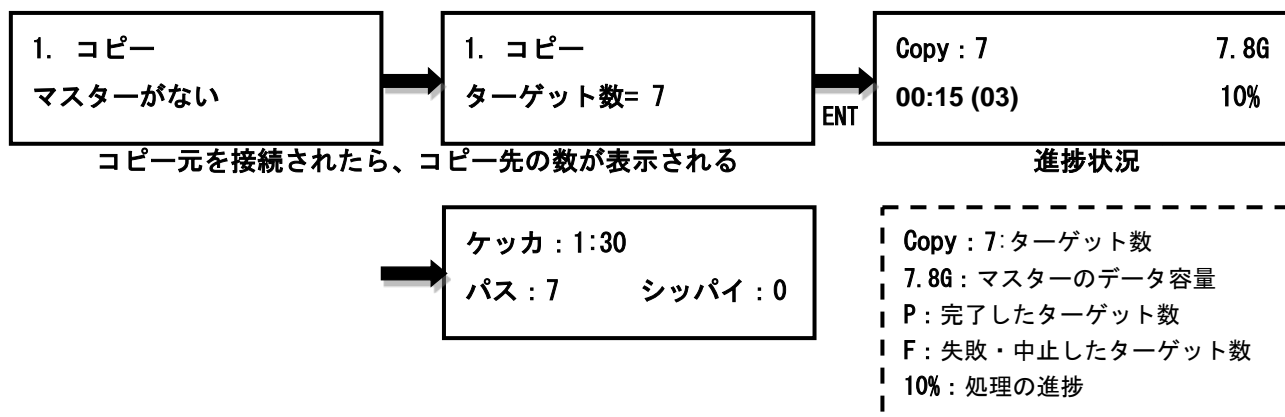 1. コピー
マスターがない
1. コピー
ターゲット数= 7
ENT
Copy：7 7.8G
00:15 (03) 10%
コピー元を接続されたら、コピー先の数が表示される
進捗状況
ケッカ：1:30
パス：7 シッパイ：0
Copy：7:ターゲット数
7.8G：マスターのデータ容量
P：完了したターゲット数
F：失敗・中止したターゲット数
10%：処理の進捗